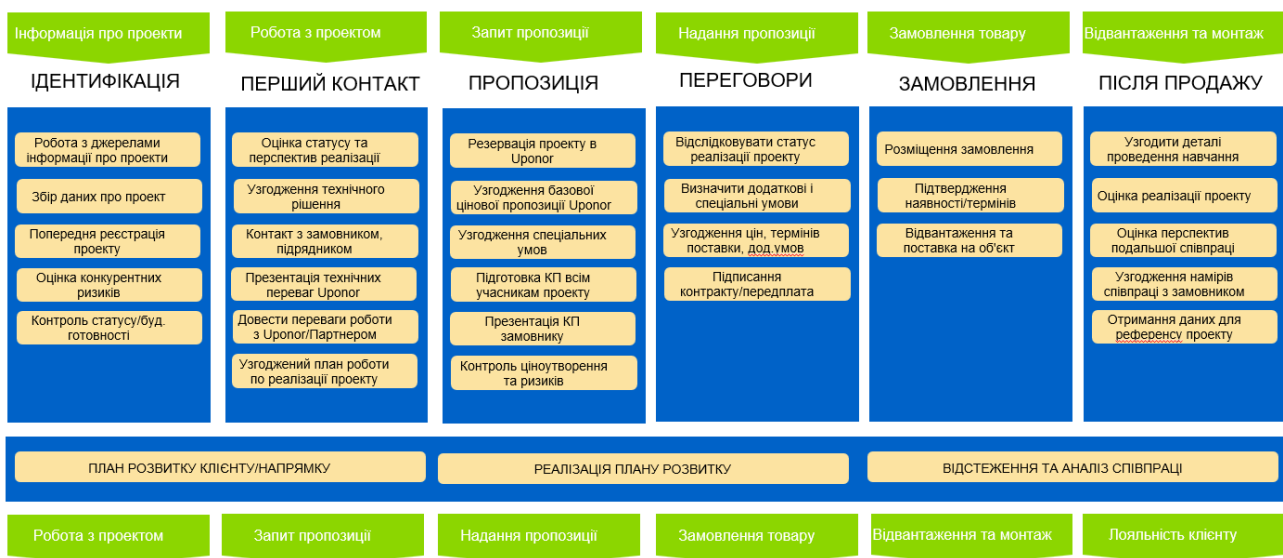 Інформація про проекти
Робота з проектом
Запит пропозиції
Надання пропозиції
Замовлення товару
Відвантаження та монтаж
ІДЕНТИФІКАЦІЯ
ПЕРШИЙ КОНТАКТ
ПРОПОЗИЦІЯ
ПЕРЕГОВОРИ
ЗАМОВЛЕННЯ
ПІСЛЯ ПРОДАЖУ
Робота з джерелами
інформації про проекти
Збір даних про проект
Попередня реєстрація
проекту
Оцінка конкурентних
ризиків
Контроль статусу/буд.
готовності
Оцінка статусу та
перспектив реалізації
Узгодження технічного
рішення
Контакт з замовником,
підрядником
Презентація технічних
переваг Uponor
Довести переваги роботи
з Uponor/Партнером
Узгоджений план роботи
по реалізації проекту
Резервація проекту в
Uponor
Узгодження базової
цінової пропозиції Uponor
Узгодження спеціальних
умов
Підготовка КП всім
учасникам проекту
Презентація КП
замовнику
Контроль ціноутворення
та ризиків
Відслідковувати статус
реалізації проекту
Визначити додаткові і
спеціальні умови
Узгодження цін, термінів
поставки, дод.умов
Підписання
контракту/передплата
Розміщення замовлення
Підтвердження
наявності/термінів
Відвантаження та
поставка на об'єкт
Узгодити деталі
проведення навчання
Оцінка реалізації проекту
Оцінка перспектив
подальшої співпраці
Узгодження намірів
співпраці з замовником
Отримання даних для
референсу проекту
ПЛАН РОЗВИТКУ КЛІЄНТУ/НАПРЯМКУ
РЕАЛІЗАЦІЯ ПЛАНУ РОЗВИТКУ
ВІДСТЕЖЕННЯ ТА АНАЛІЗ СПІВПРАЦІ
Робота з проектом
Запит пропозиції
Надання пропозиції
Замовлення товару
Відвантаження та монтаж
Лояльність клієнту